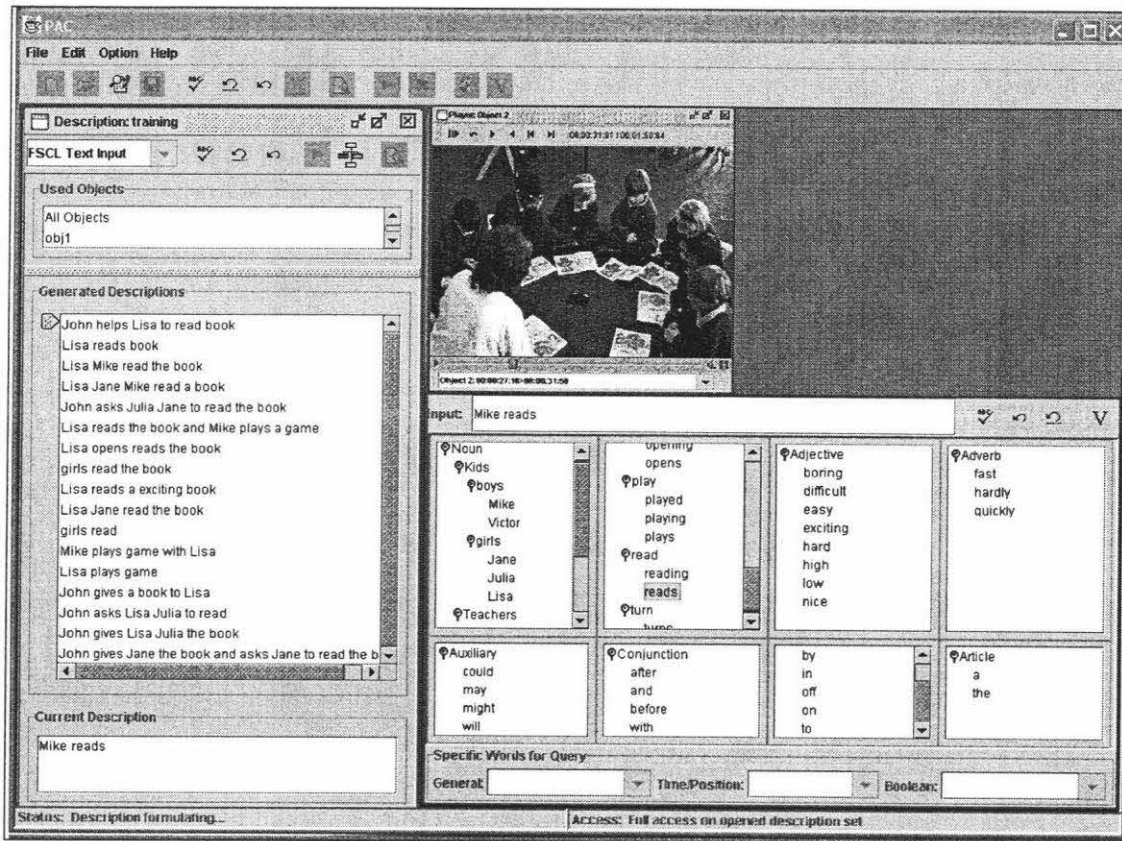 PAC
File Edit Option Help
Description: training
FSCL Text Input
Used Objects
All Objects
obj1
Generated Descriptions
John helps Lisa to read book
Lisa reads book
Lisa Mike read the book
Lisa Jane Mike read a book
John asks Julia Jane to read the book
Lisa reads the book and Mike plays a game
Lisa opens reads the book
girls read the book
Lisa reads a exciting book
Lisa Jane read the book
girls read
Mike plays game with Lisa
Lisa plays game
John gives a book to Lisa
John asks Lisa Julia to read
John gives Lisa Julia the book
John gives Jane the book and asks Jane to read the b
Current Description
Mike reads
Status: Description formulating...
Object 2
Object 2:
Input: Mike reads
V
Noun
Kids
boys
Mike
Victor
girls
Jane
Julia
Lisa
Teachers
opening
opens
play
played
playing
plays
read
reading
reads
turn
turns
Adjective
boring
difficult
easy
exciting
hard
high
low
nice
Adverb
fast
hardly
quickly
Auxiliary
could
may
might
will
Conjunction
after
and
before
with
by
in
off
on
to
Article
a
the
Specific Words for Query
General: Time/Position: Boolean:
Access: Full access on opened description set